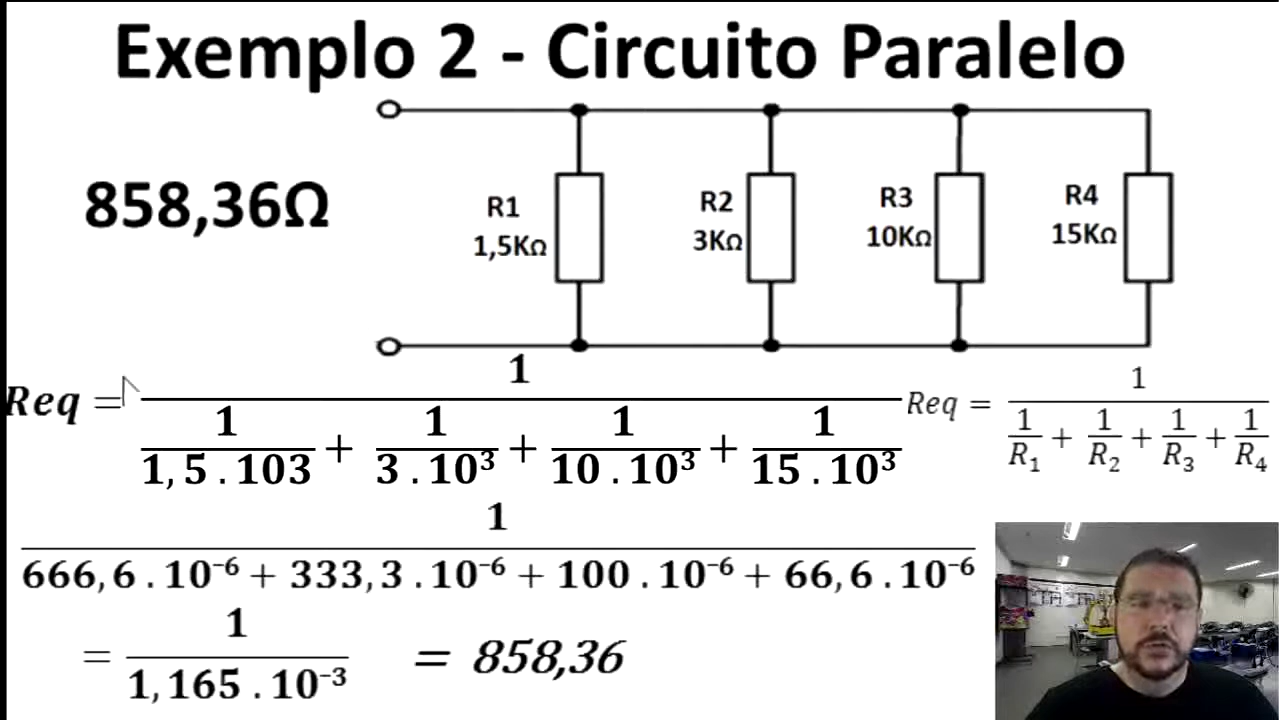 Exemplo 2 - Circuito Paralelo
858,36Ω
R1
1,5KΩ
R2
3KΩ
R3
10KΩ
R4
15KΩ
Req = 1 / (1/(1,5 . 103) + 1/(3 . 10³) + 1/(10 . 10³) + 1/(15 . 10³))
Req = 1 / (1/R₁ + 1/R₂ + 1/R₃ + 1/R₄)
1 / (666,6 . 10⁻⁶ + 333,3 . 10⁻⁶ + 100 . 10⁻⁶ + 66,6 . 10⁻⁶)
= 1 / (1,165 . 10⁻³) = 858,36